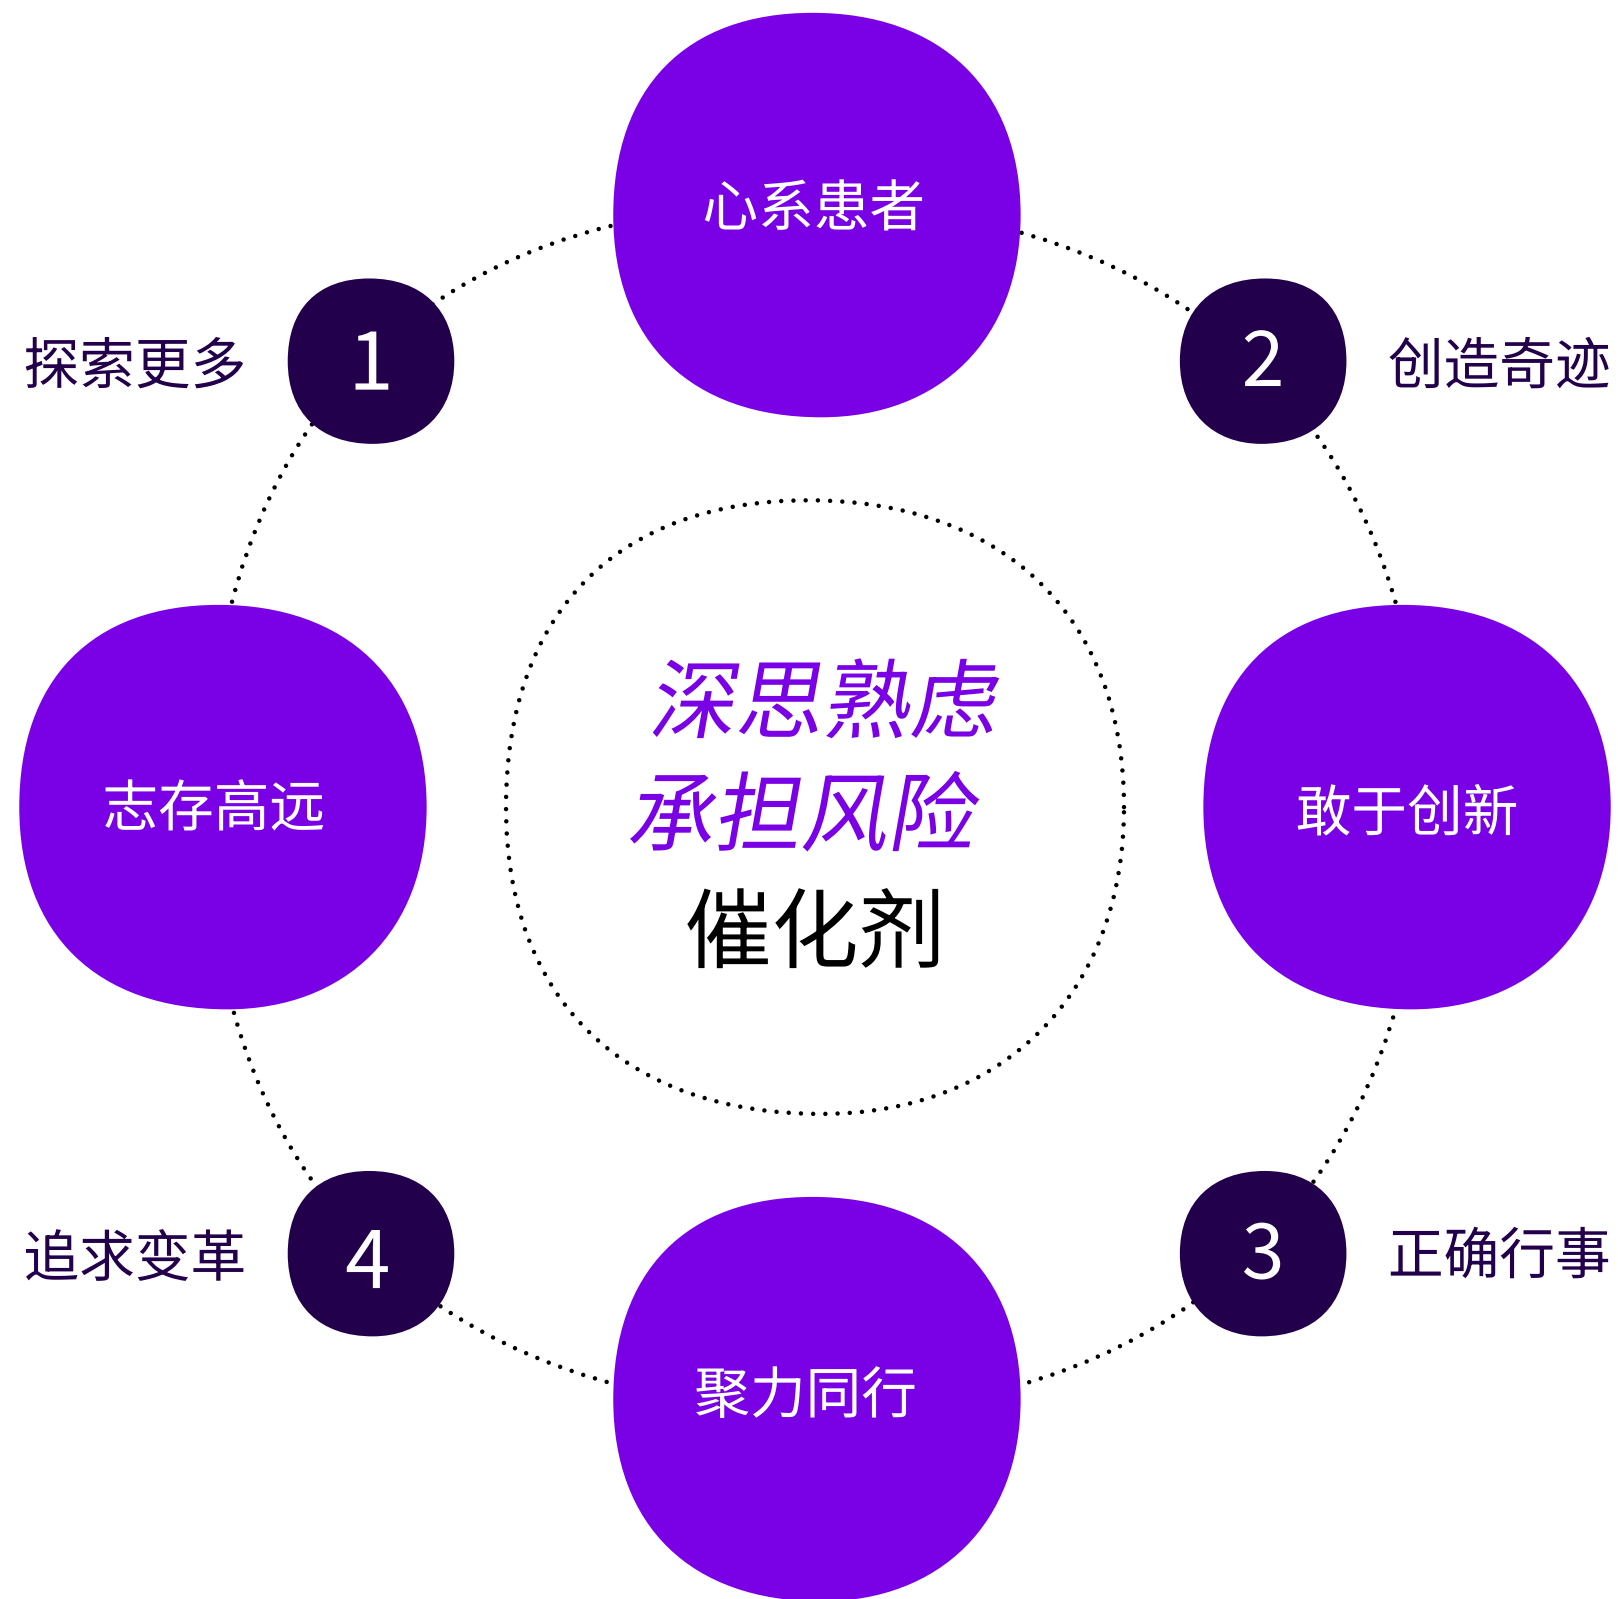 心系患者
探索更多
1
2
创造奇迹
深思熟虑
承担风险
催化剂
志存高远
敢于创新
追求变革
4
3
正确行事
聚力同行